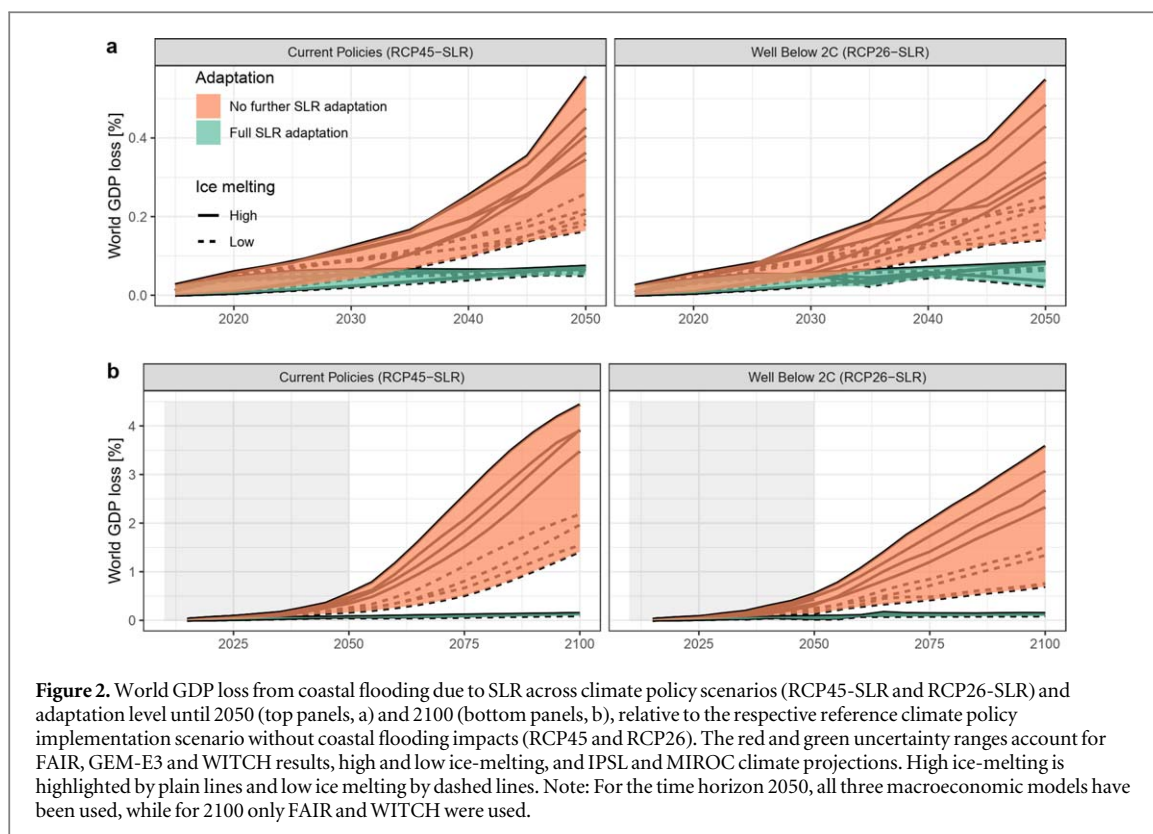 a
Current Policies (RCP45−SLR)
Well Below 2C (RCP26−SLR)
Adaptation
No further SLR adaptation
Full SLR adaptation
Ice melting
High
Low
World GDP loss [%]
0.4
0.2
0.0
2020
2030
2040
2050
2020
2030
2040
2050
b
Current Policies (RCP45−SLR)
Well Below 2C (RCP26−SLR)
World GDP loss [%]
4
3
2
1
0
2025
2050
2075
2100
2025
2050
2075
2100
Figure 2. World GDP loss from coastal flooding due to SLR across climate policy scenarios (RCP45-SLR and RCP26-SLR) and
adaptation level until 2050 (top panels, a) and 2100 (bottom panels, b), relative to the respective reference climate policy
implementation scenario without coastal flooding impacts (RCP45 and RCP26). The red and green uncertainty ranges account for
FAIR, GEM-E3 and WITCH results, high and low ice-melting, and IPSL and MIROC climate projections. High ice-melting is
highlighted by plain lines and low ice melting by dashed lines. Note: For the time horizon 2050, all three macroeconomic models have
been used, while for 2100 only FAIR and WITCH were used.